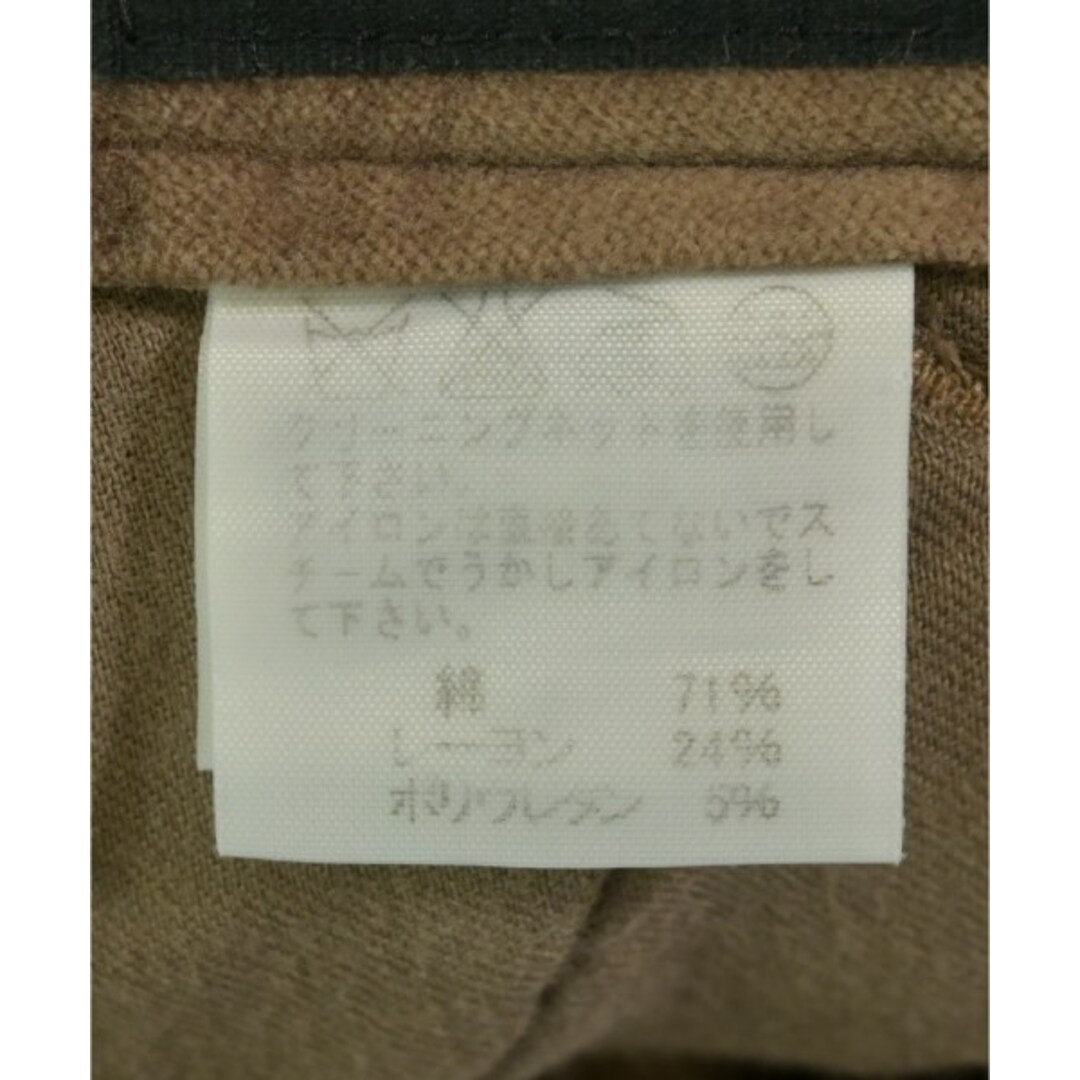 クリーニングネットを使用し
て下さい。
アイロンは直接あてないでス
チームでうかしアイロンをし
て下さい。
綿 71%
レーヨン 24%
ポリウレタン 5%